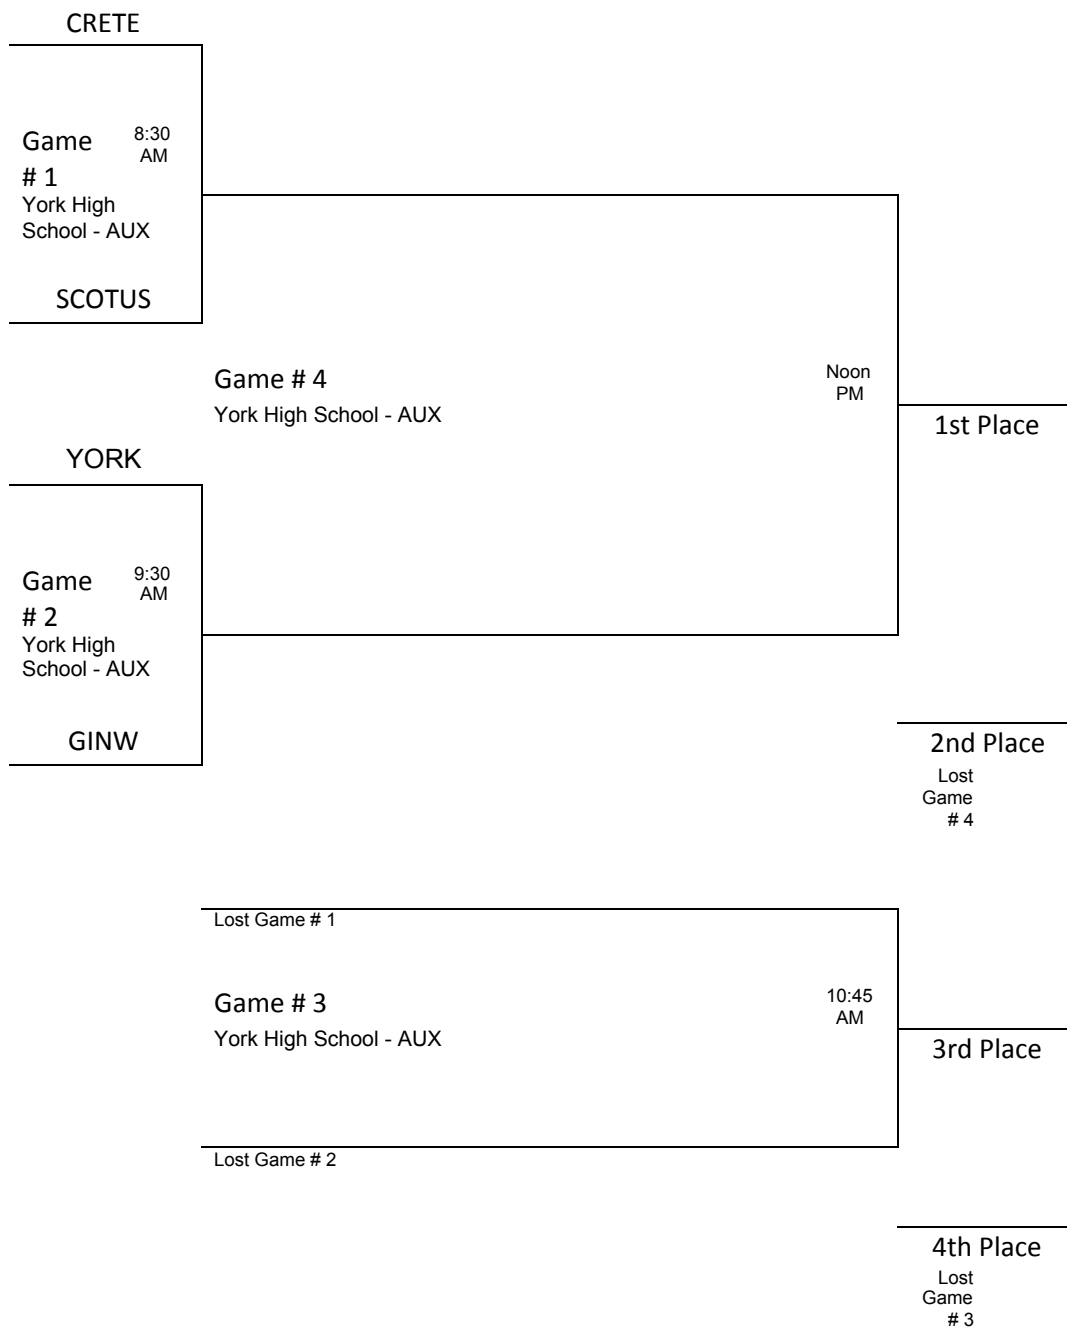 CRETE
Game
# 1
8:30
AM
York High
School - AUX
SCOTUS
Game # 4
York High School - AUX
Noon
PM
1st Place
YORK
Game
# 2
9:30
AM
York High
School - AUX
GINW
2nd Place
Lost
Game
# 4
Lost Game # 1
Game # 3
York High School - AUX
10:45
AM
3rd Place
Lost Game # 2
4th Place
Lost
Game
# 3